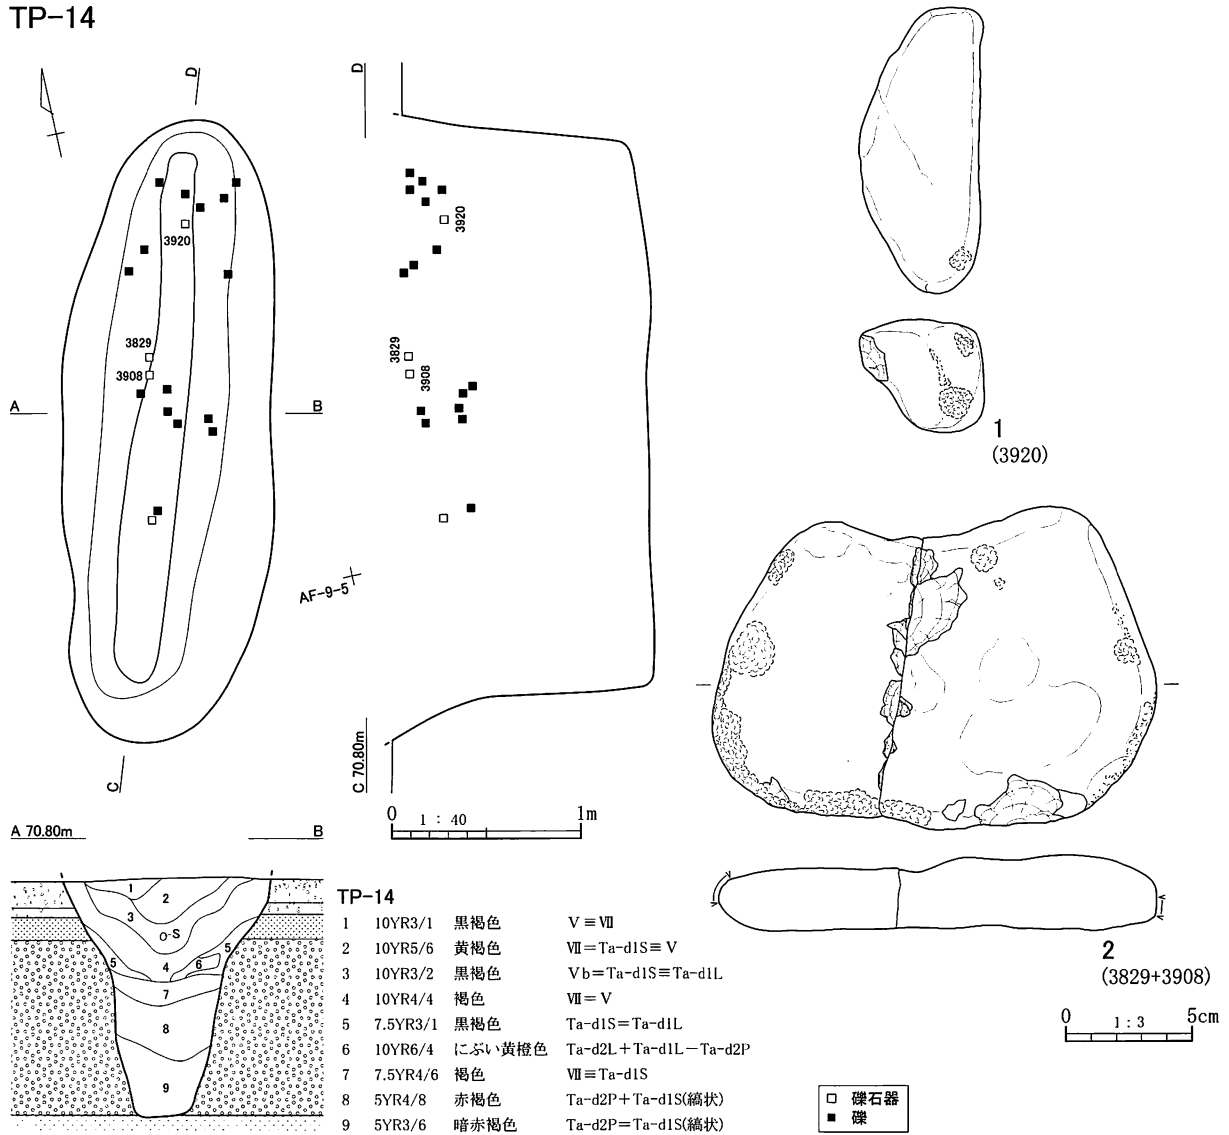 TP-14
D
D
3920
3920
3829
3908
3829
3908
A
B
AF-9-5
C
C 70.80m
0 1:40 1m
1
(3920)
2
(3829+3908)
0 1:3 5cm
A 70.80m B
1
2
3
O-S
5
5
4
6
7
8
9
TP-14
1 10YR3/1 黒褐色 Ⅴ≡Ⅶ
2 10YR5/6 黄褐色 Ⅶ=Ta-d1S≡Ⅴ
3 10YR3/2 黒褐色 Ⅴb=Ta-d1S≡Ta-d1L
4 10YR4/4 褐色 Ⅶ=Ⅴ
5 7.5YR3/1 黒褐色 Ta-d1S=Ta-d1L
6 10YR6/4 にぶい黄橙色 Ta-d2L+Ta-d1L-Ta-d2P
7 7.5YR4/6 褐色 Ⅶ≡Ta-d1S
8 5YR4/8 赤褐色 Ta-d2P+Ta-d1S(縞状)
9 5YR3/6 暗赤褐色 Ta-d2P=Ta-d1S(縞状)
□ 礫石器
■ 礫